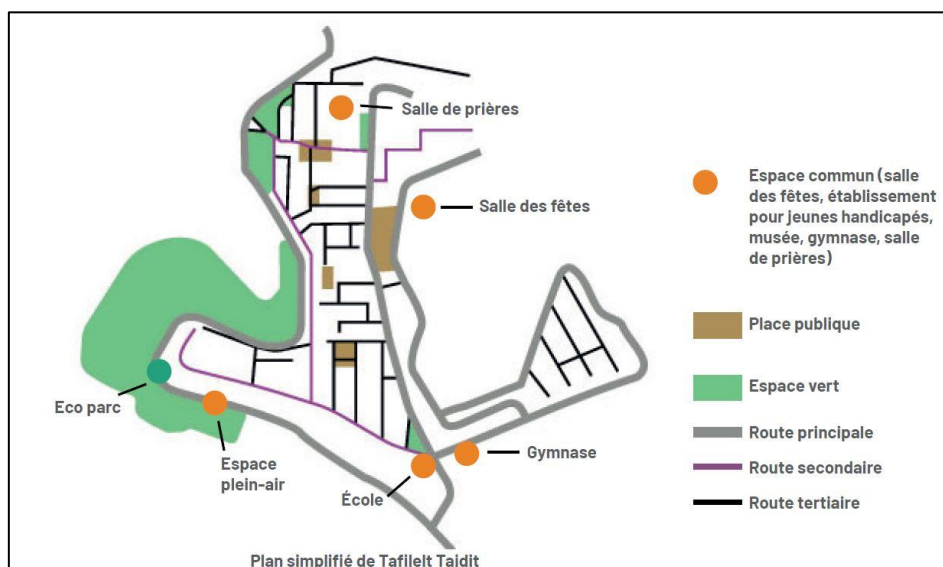 Salle de prières
Salle des fêtes
Eco parc
Espace
plein-air
École
Gymnase
Plan simplifié de Tafilelt Tajdit
Espace commun (salle
des fêtes, établissement
pour jeunes handicapés,
musée, gymnase, salle
de prières)
Place publique
Espace vert
Route principale
Route secondaire
Route tertiaire